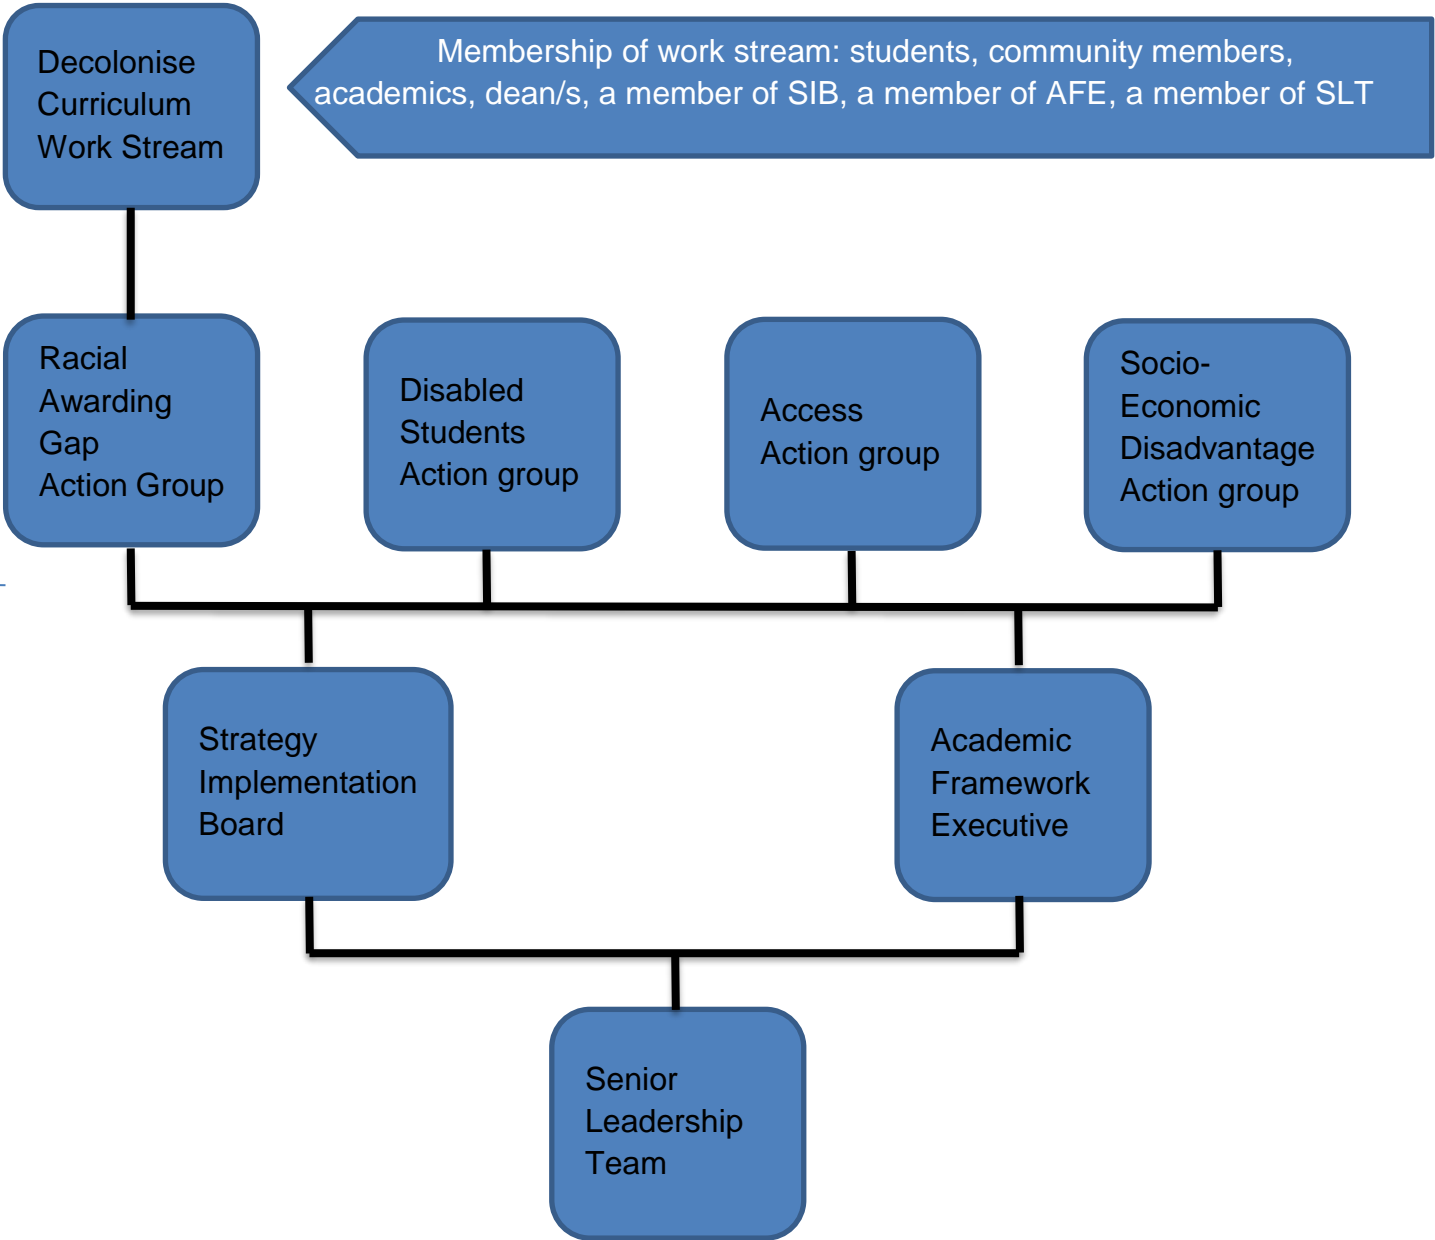 Decolonise
Curriculum
Work Stream
Membership of work stream: students, community members,
academics, dean/s, a member of SIB, a member of AFE, a member of SLT
Racial
Awarding
Gap
Action Group
Disabled
Students
Action group
Access
Action group
Socio-
Economic
Disadvantage
Action group
Strategy
Implementation
Board
Academic
Framework
Executive
Senior
Leadership
Team